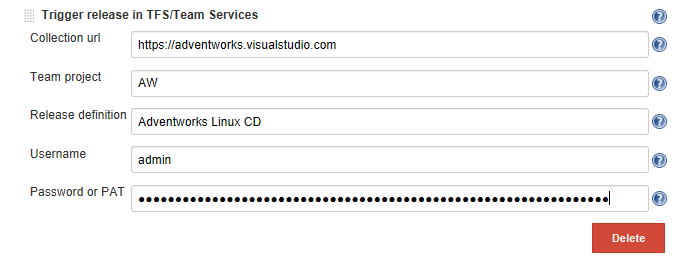 Trigger release in TFS/Team Services
Collection url https://adventworks.visualstudio.com
Team project AW
Release definition Adventworks Linux CD
Username admin
Password or PAT ●●●●●●●●●●●●●●●●●●●●●●●●●●●●●●●●●●●●●●●●●●●●●●●●●●●●●●●●●●●●●●●●
Delete